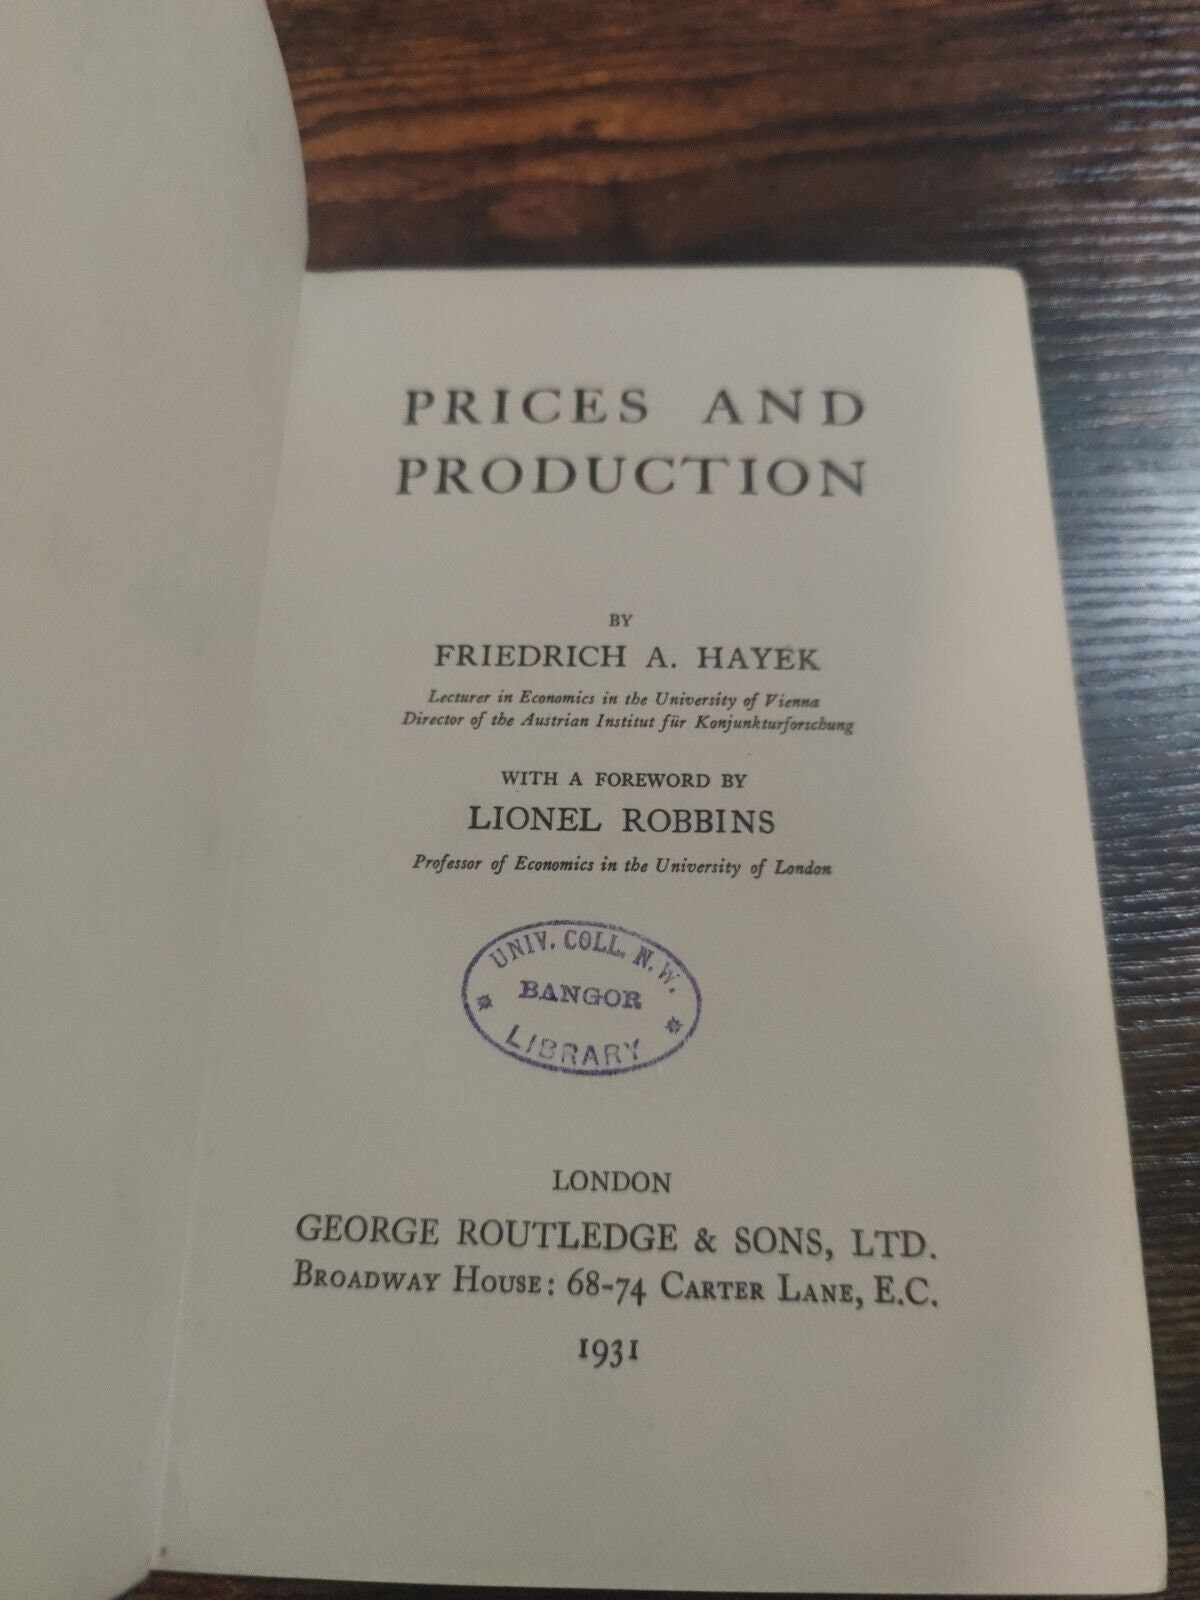 PRICES AND
PRODUCTION
BY
FRIEDRICH A. HAYEK
Lecturer in Economics in the University of Vienna
Director of the Austrian Institut für Konjunkturforschung
WITH A FOREWORD BY
LIONEL ROBBINS
Professor of Economics in the University of London
UNIV. COLL. N.W.
BANGOR
LIBRARY
LONDON
GEORGE ROUTLEDGE & SONS, LTD.
BROADWAY HOUSE: 68-74 CARTER LANE, E.C.
1931